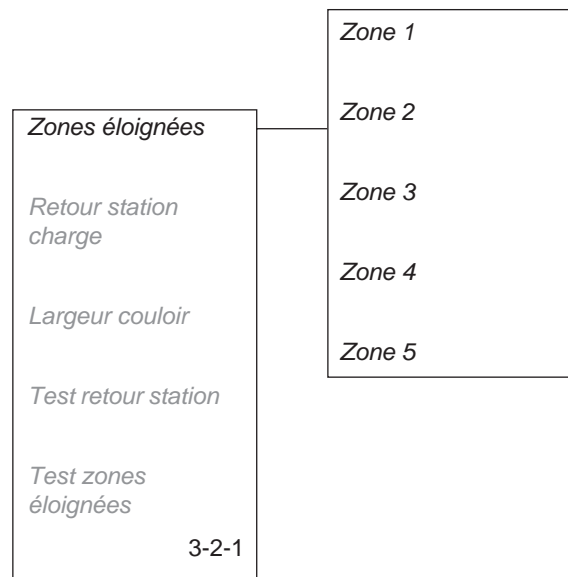 Zones éloignées
Retour station
charge
Largeur couloir
Test retour station
Test zones
éloignées
3-2-1
Zone 1
Zone 2
Zone 3
Zone 4
Zone 5